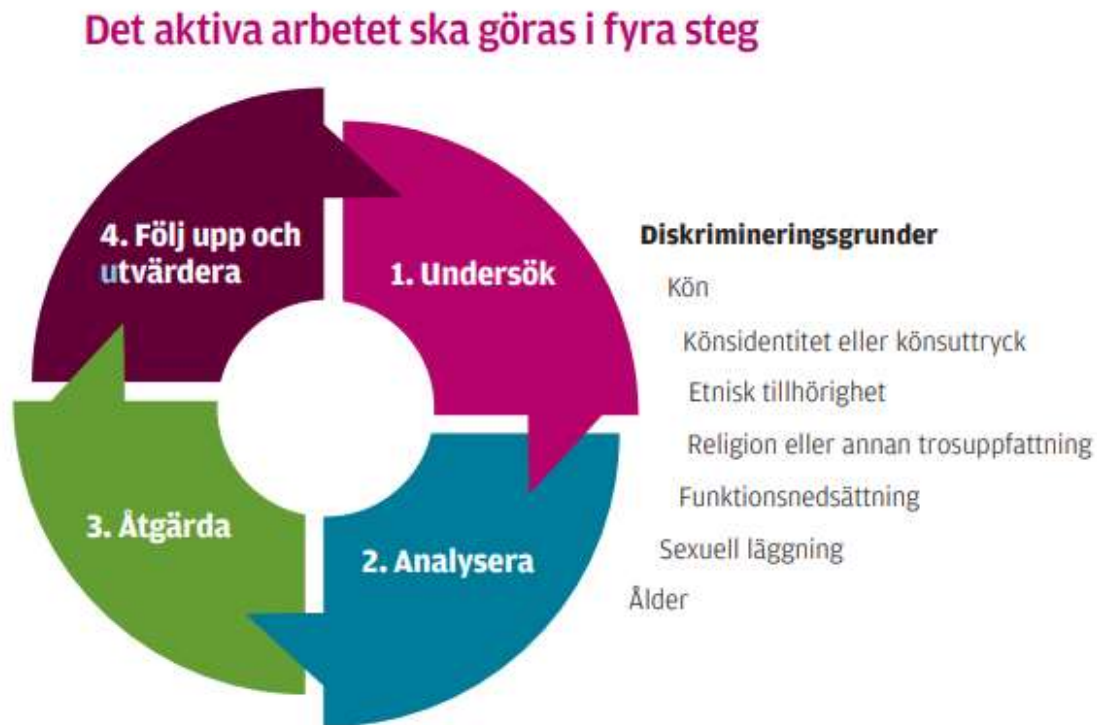 Det aktiva arbetet ska göras i fyra steg
4. Följ upp och
utvärdera
1. Undersök
2. Analysera
3. Åtgärda
Diskrimineringsgrunder
Kön
Könsidentitet eller könsuttryck
Etnisk tillhörighet
Religion eller annan trosuppfattning
Funktionsnedsättning
Sexuell läggning
Ålder